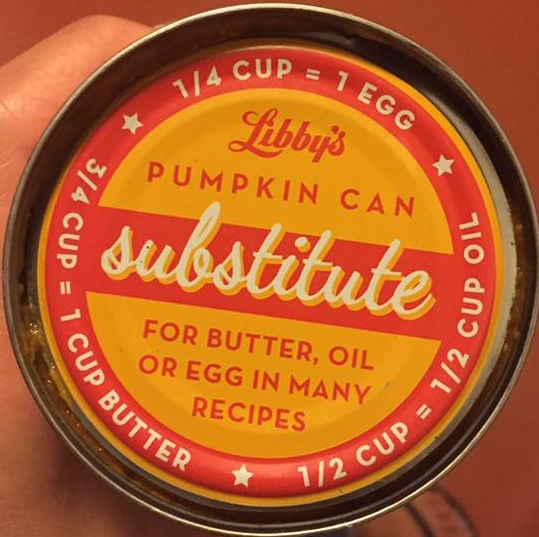 1/4 CUP = 1 EGG
Libby's
PUMPKIN CAN
substitute
FOR BUTTER, OIL
OR EGG IN MANY
RECIPES
3/4 CUP = 1 CUP BUTTER
1/2 CUP = 1/2 CUP OIL